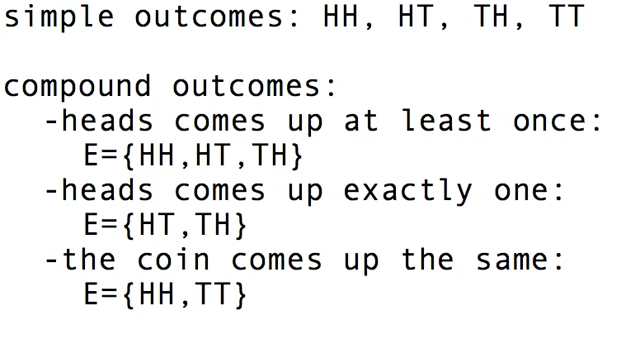 simple outcomes: HH, HT, TH, TT
compound outcomes:
-heads comes up at least once:
E={HH,HT,TH}
-heads comes up exactly one:
E={HT,TH}
-the coin comes up the same:
E={HH,TT}